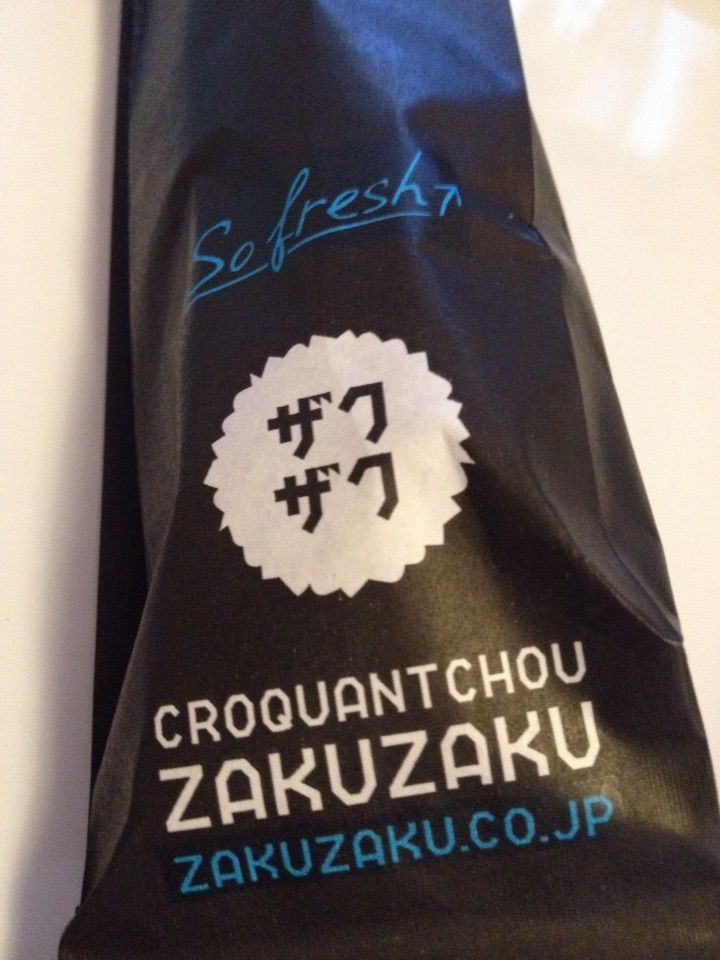 So fresh
ザク
ザク
CROQUANTCHOU
ZAKUZAKU
ZAKUZAKU.CO.JP